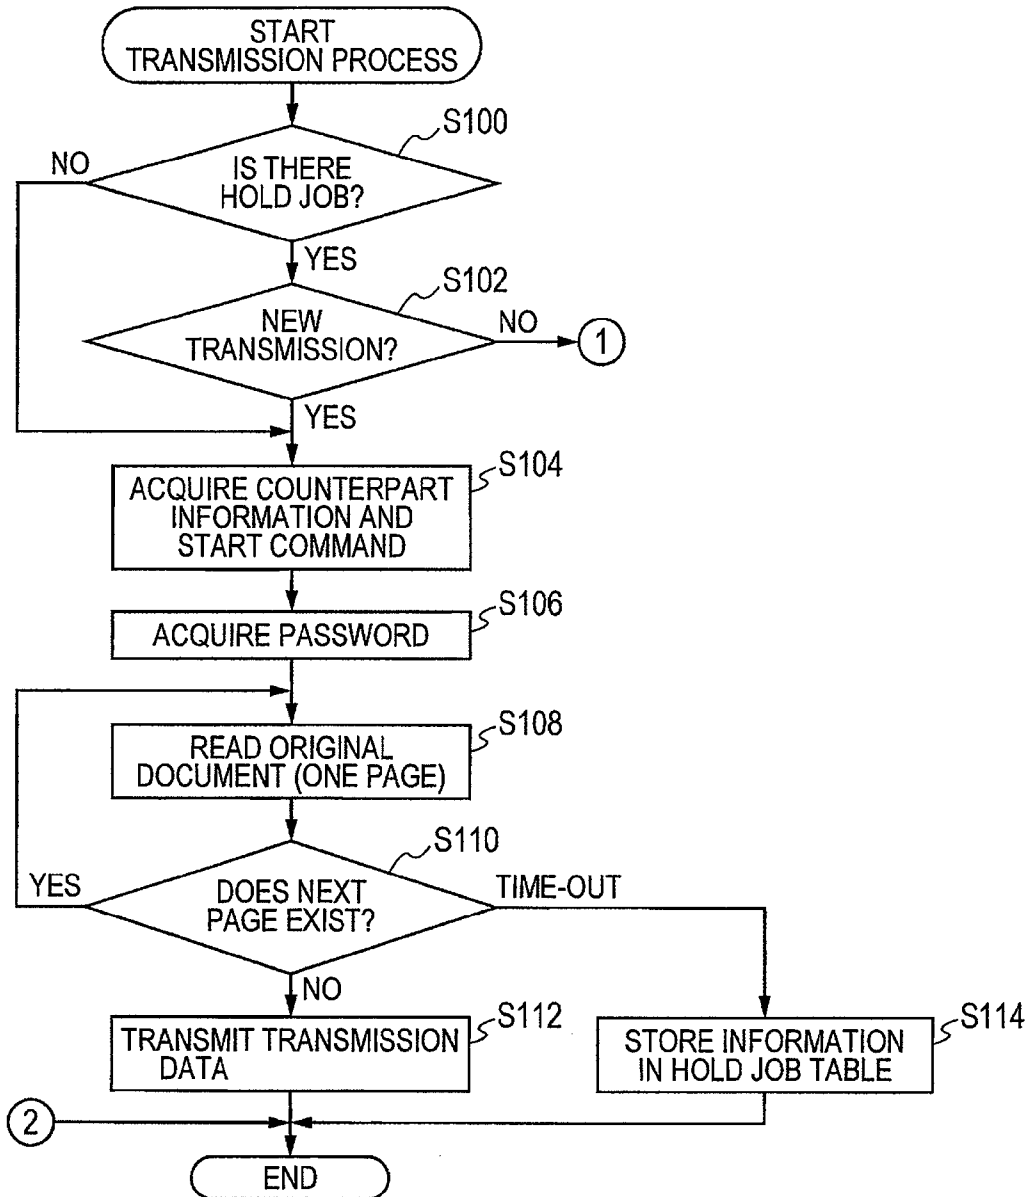 START
TRANSMISSION PROCESS
S100
NO
IS THERE
HOLD JOB?
YES
S102
NEW
TRANSMISSION?
NO
1
YES
S104
ACQUIRE COUNTERPART
INFORMATION AND
START COMMAND
S106
ACQUIRE PASSWORD
S108
READ ORIGINAL
DOCUMENT (ONE PAGE)
S110
YES
DOES NEXT
PAGE EXIST?
TIME-OUT
NO
S112
TRANSMIT TRANSMISSION
DATA
S114
STORE INFORMATION
IN HOLD JOB TABLE
2
END